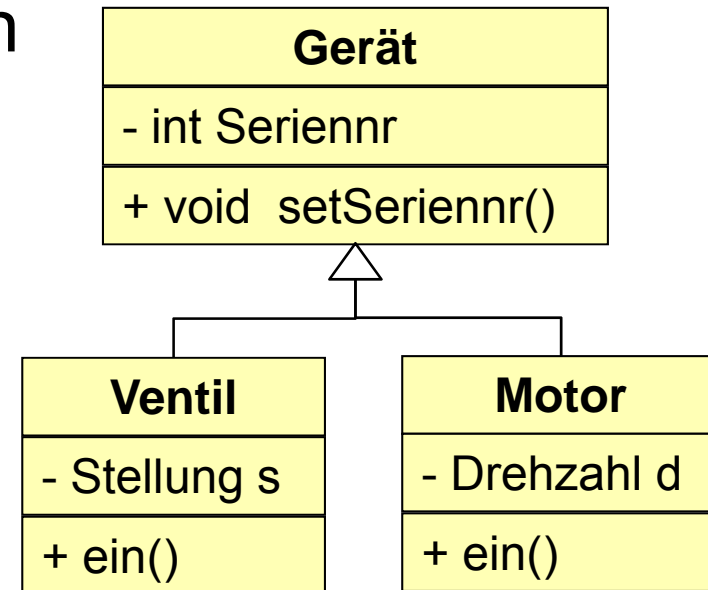 n
Gerät
- int Seriennr
+ void setSeriennr()
Ventil
- Stellung s
+ ein()
Motor
- Drehzahl d
+ ein()